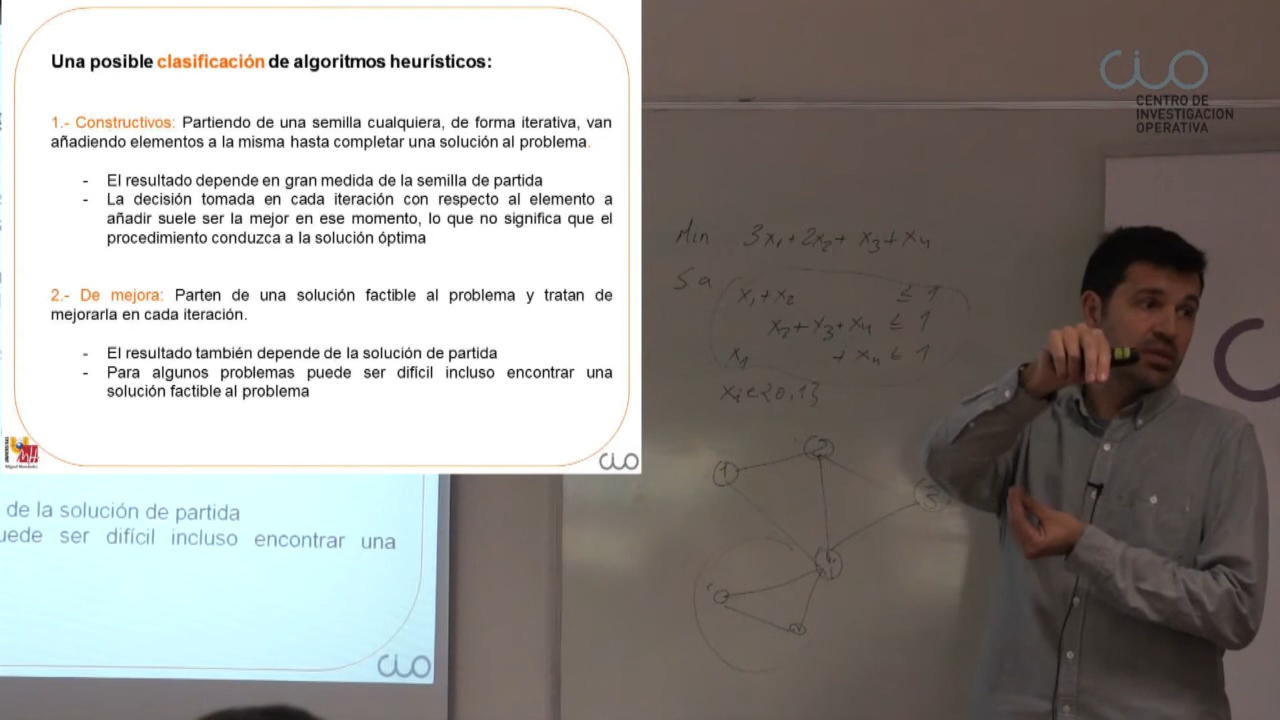 Una posible clasificación de algoritmos heurísticos:
1.- Constructivos: Partiendo de una semilla cualquiera, de forma iterativa, van
añadiendo elementos a la misma hasta completar una solución al problema.
- El resultado depende en gran medida de la semilla de partida
- La decisión tomada en cada iteración con respecto al elemento a
añadir suele ser la mejor en ese momento, lo que no significa que el
procedimiento conduzca a la solución óptima
2.- De mejora: Parten de una solución factible al problema y tratan de
mejorarla en cada iteración.
- El resultado también depende de la solución de partida
- Para algunos problemas puede ser difícil incluso encontrar una
solución factible al problema
UNIVERSITAS
Miguel Hernández
CIO
de la solución de partida
uede ser difícil incluso encontrar una
CIO
CIO
CENTRO DE
INVESTIGACIÓN
OPERATIVA
Min 3x₁+2x₂+x₃+x₄
Sa
x₁+x₂ ≤ 1
x₂+x₃+x₄ ≤ 1
x₁ +x₄ ≤ 1
xᵢ∈{0,1}
1
2
3
4